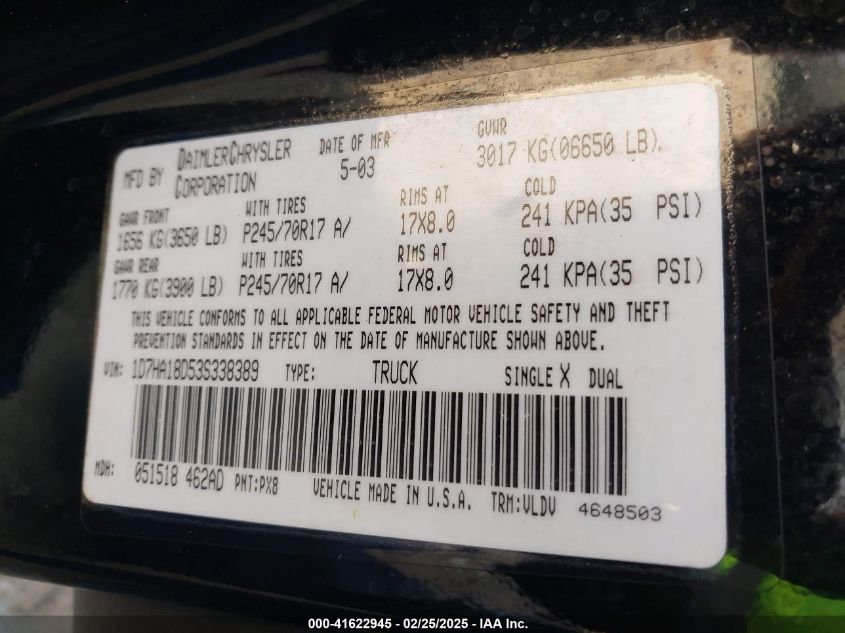 MFD BY DAIMLERCHRYSLER CORPORATION DATE OF MFR 5-03 GVWR 3017 KG(06650 LB).
GAWR FRONT WITH TIRES RIMS AT COLD
1656 KG(3650 LB) P245/70R17 A/ 17X8.0 241 KPA(35 PSI)
GAWR REAR WITH TIRES RIMS AT COLD
1770 KG(3900 LB) P245/70R17 A/ 17X8.0 241 KPA(35 PSI)
THIS VEHICLE CONFORMS TO ALL APPLICABLE FEDERAL MOTOR VEHICLE SAFETY AND THEFT
PREVENTION STANDARDS IN EFFECT ON THE DATE OF MANUFACTURE SHOWN ABOVE.
VIN: 1D7HA18D53S338389 TYPE: TRUCK SINGLE X DUAL
MDH: 051518 462AD PNT:PX8 VEHICLE MADE IN U.S.A. TRM:VLDV 4648503
000-41622945 - 02/25/2025 - IAA Inc.